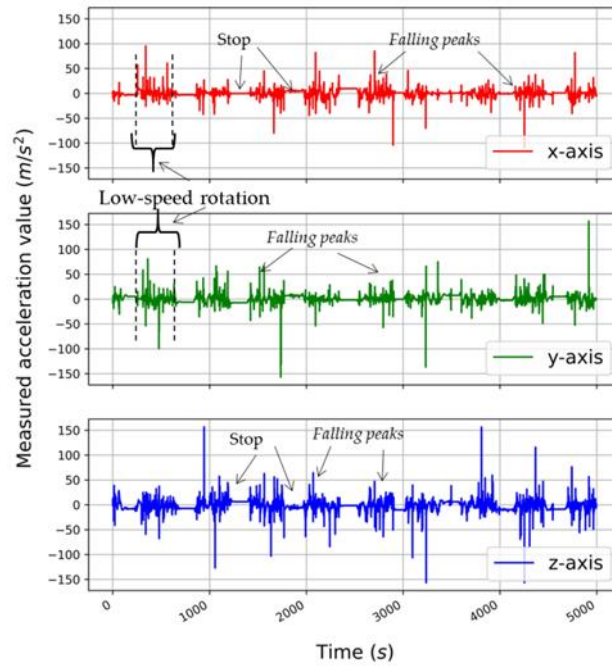 150
100
50
0
-50
-100
-150
Stop
Falling peaks
x-axis
Low-speed rotation
150
100
50
0
-50
-100
-150
Falling peaks
y-axis
150
100
50
0
-50
-100
-150
Stop
Falling peaks
z-axis
0
1000
2000
3000
4000
5000
Measured acceleration value (m/s²)
Time (s)